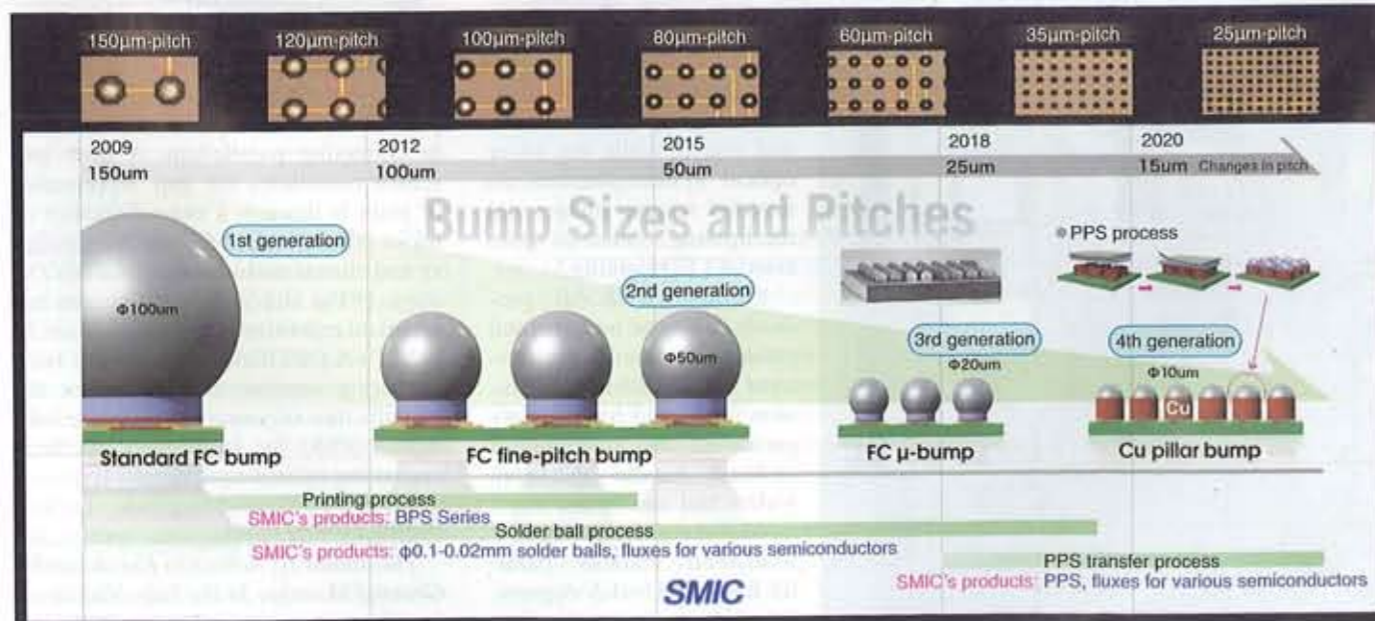 150µm-pitch 120µm-pitch 100µm-pitch 80µm-pitch 60µm-pitch 35µm-pitch 25µm-pitch
2009 2012 2015 2018 2020
150um 100um 50um 25um 15um Changes in pitch
Bump Sizes and Pitches
1st generation
PPS process
2nd generation
Φ100um
3rd generation 4th generation
Φ50um Φ20um Φ10um
Cu
Standard FC bump FC fine-pitch bump FC µ-bump Cu pillar bump
Printing process
SMIC's products: BPS Series
Solder ball process
SMIC's products: φ0.1-0.02mm solder balls, fluxes for various semiconductors
PPS transfer process
SMIC's products: PPS, fluxes for various semiconductors
SMIC